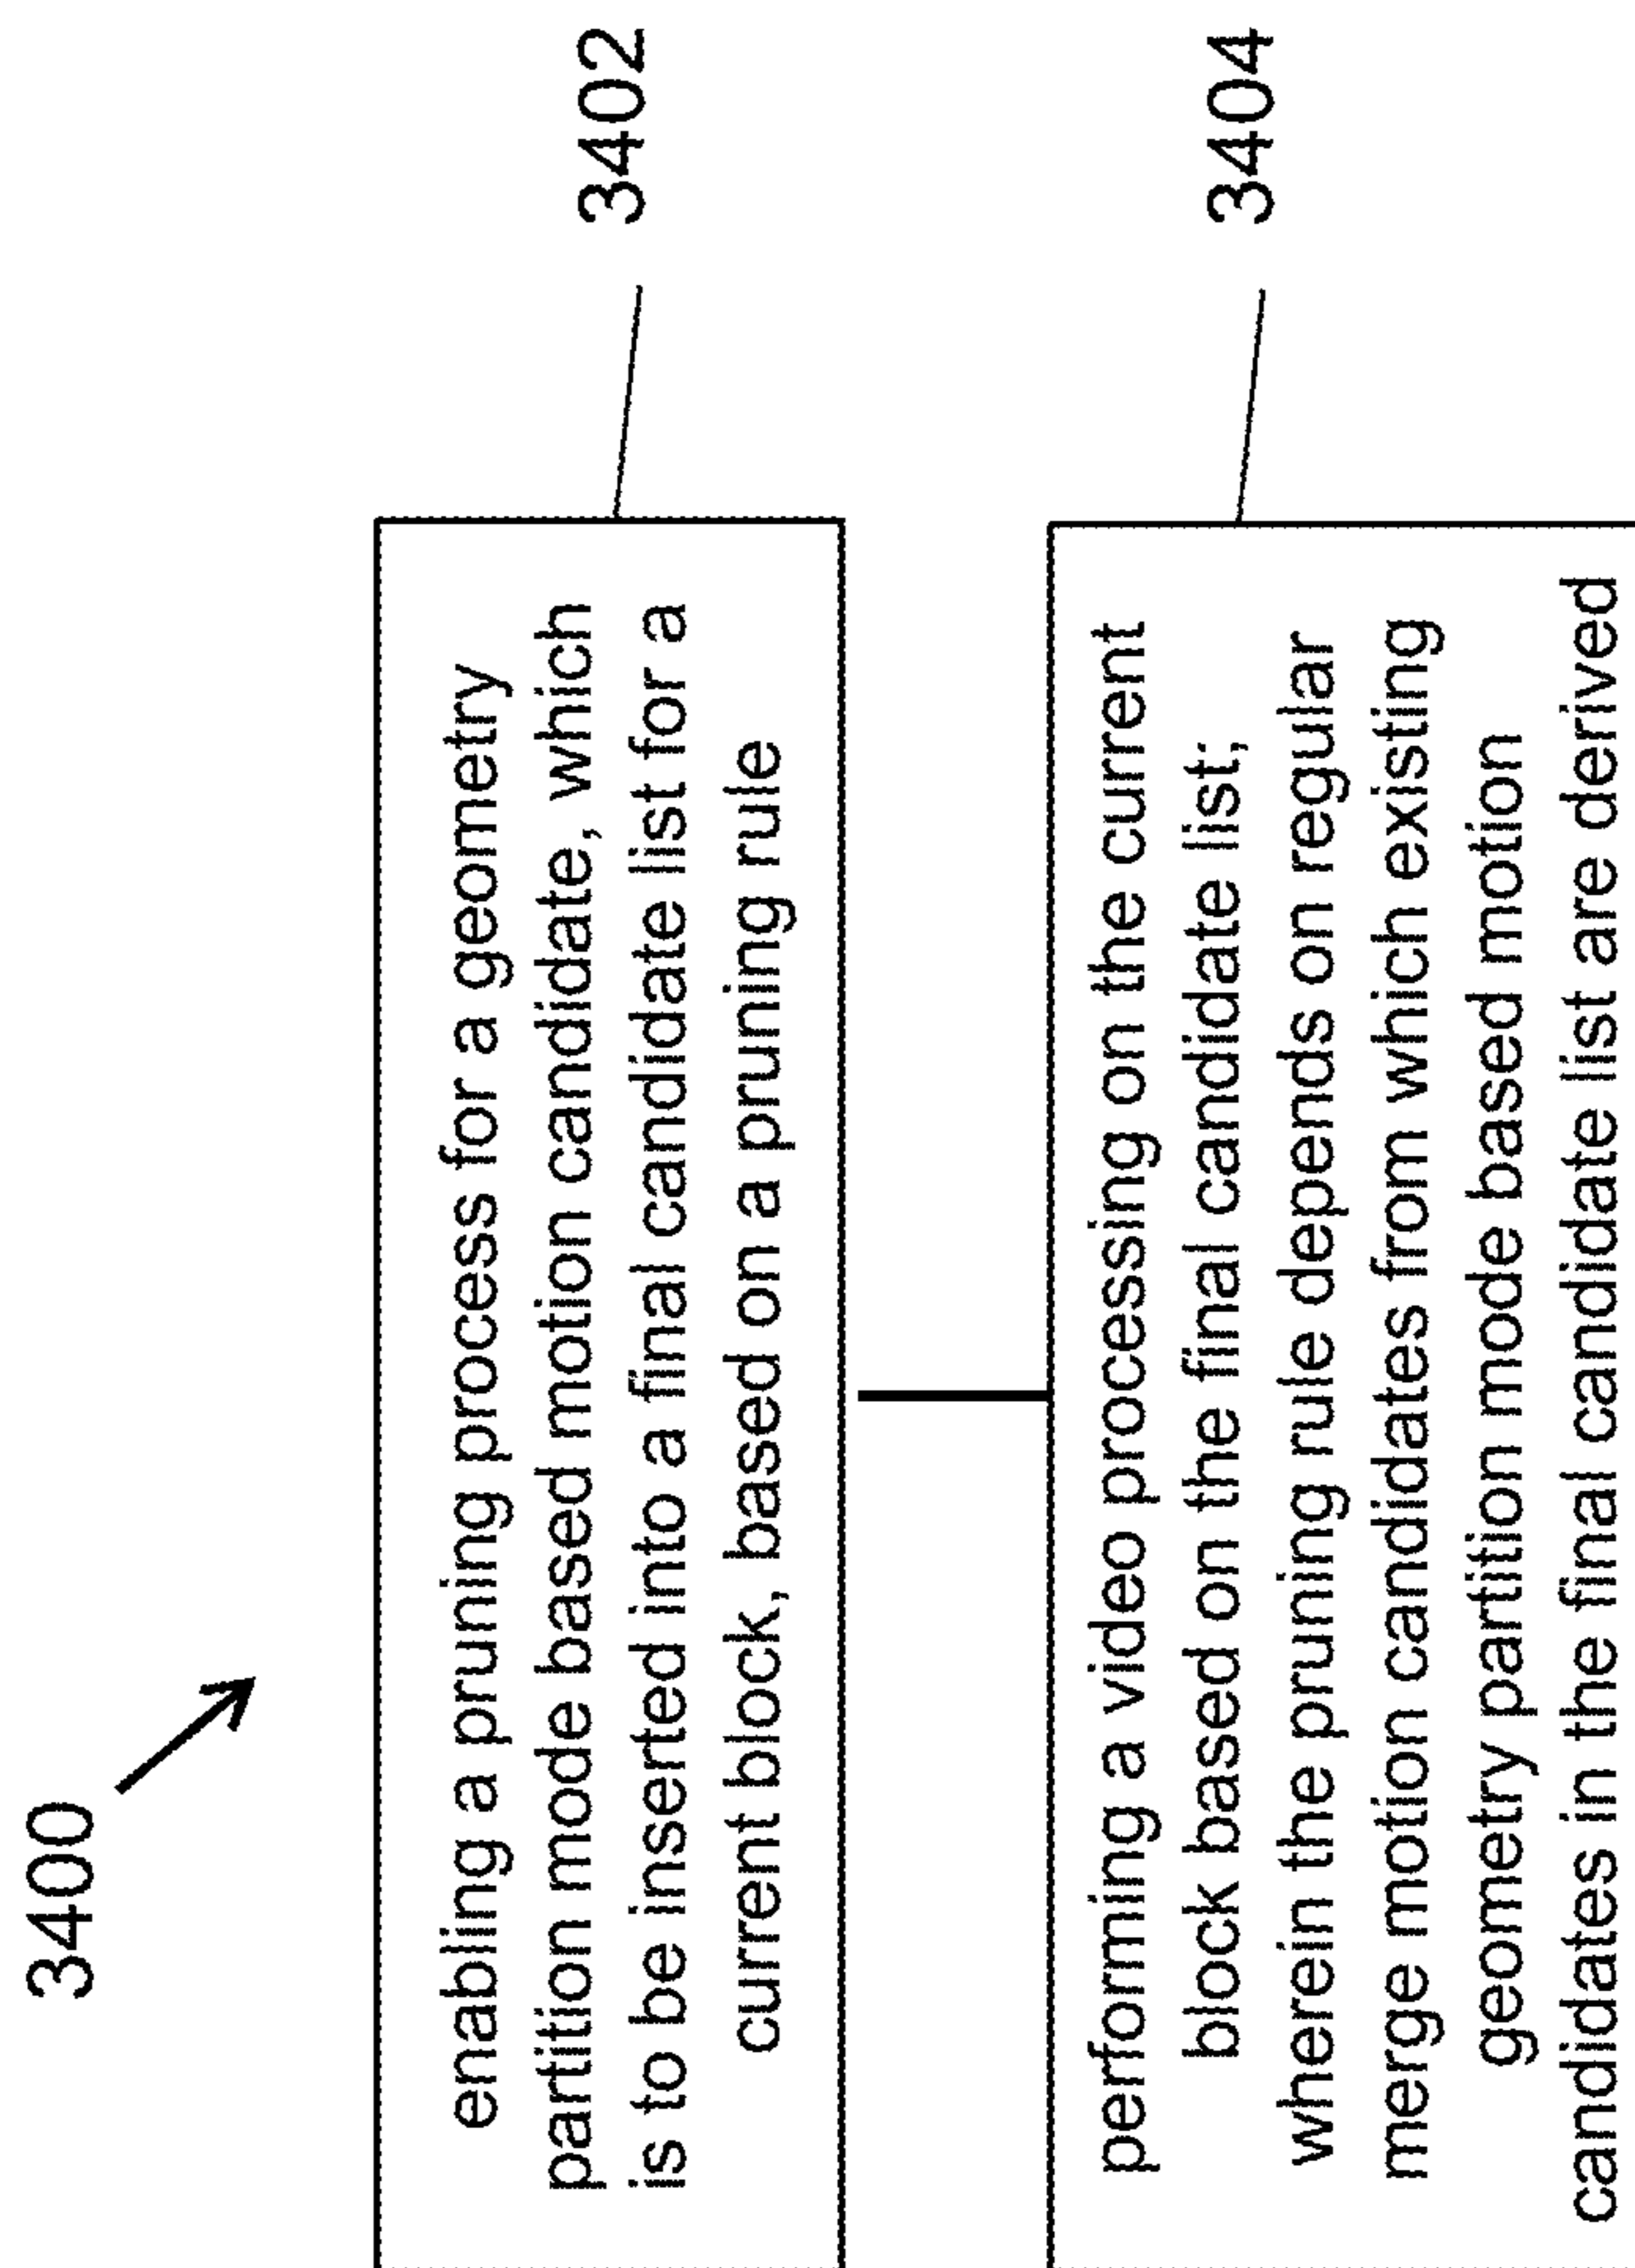 3400
enabling a pruning process for a geometry
partition mode based motion candidate, which
is to be inserted into a final candidate list for a
current block, based on a pruning rule
3402
performing a video processing on the current
block based on the final candidate list;
wherein the pruning rule depends on regular
merge motion candidates from which existing
geometry partition mode based motion
candidates in the final candidate list are derived
3404